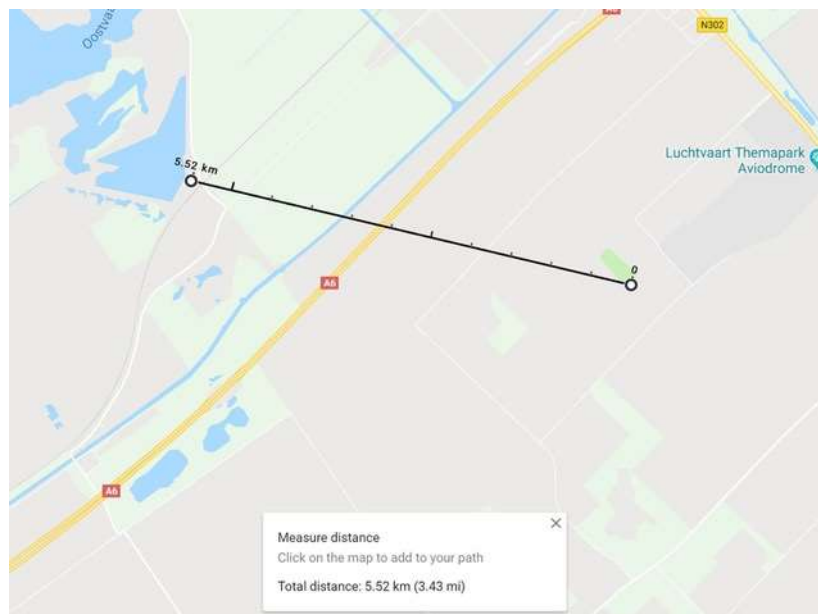 Oostva
N302
Luchtvaart Themapark
Aviodrome
5.52 km
0
A6
A6
Measure distance
Click on the map to add to your path
Total distance: 5.52 km (3.43 mi)